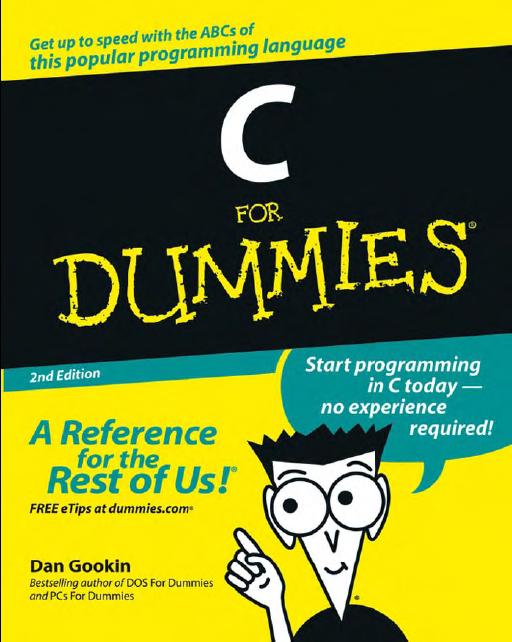 Get up to speed with the ABCs of
this popular programming language
C
FOR
DUMMIES®
2nd Edition
Start programming
in C today —
no experience
required!
A Reference
for the
Rest of Us!®
FREE eTips at dummies.com®
Dan Gookin
Bestselling author of DOS For Dummies
and PCs For Dummies